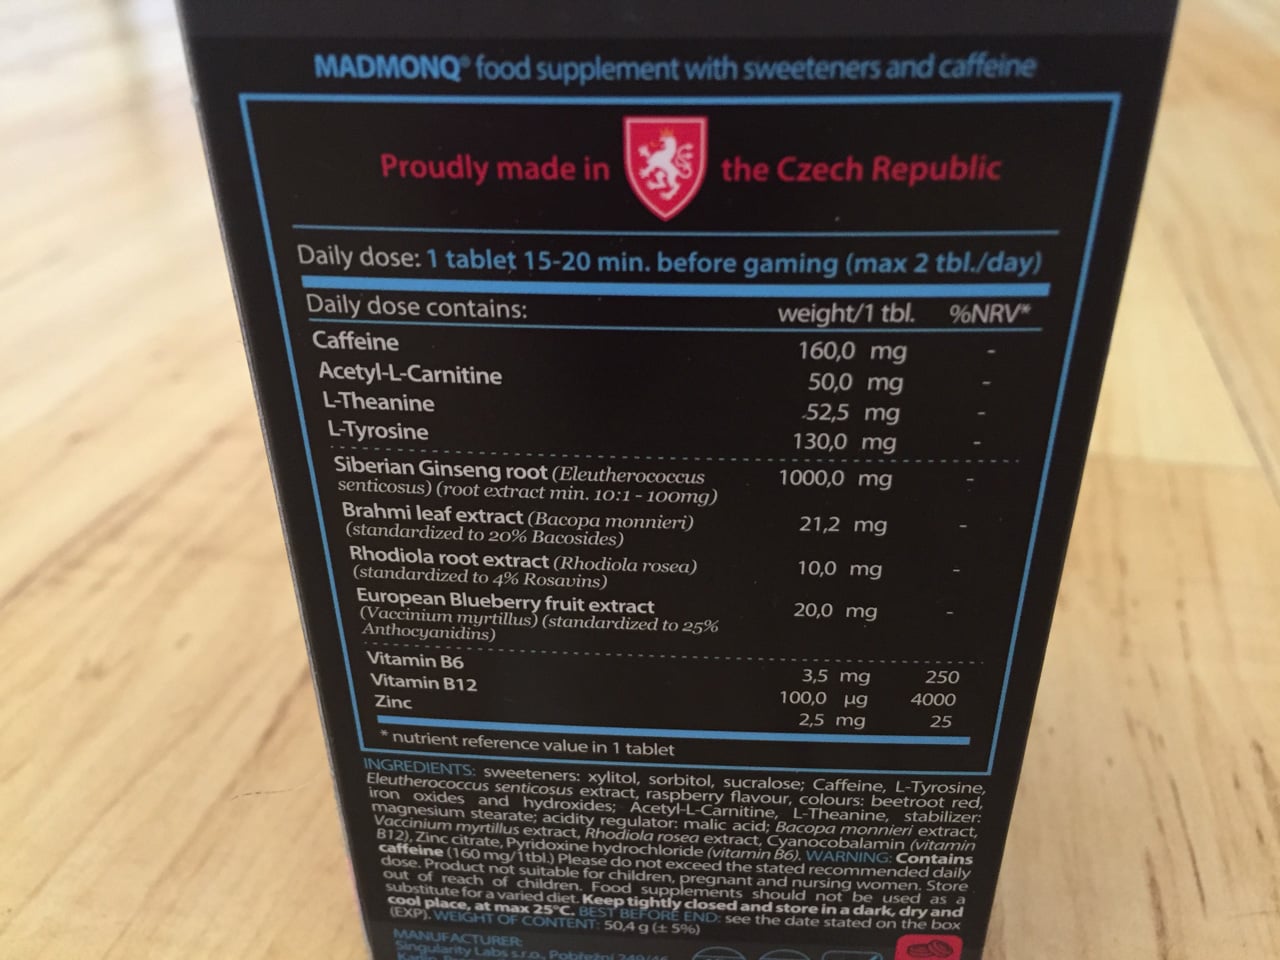 MADMONQ® food supplement with sweeteners and caffeine
Proudly made in the Czech Republic
Daily dose: 1 tablet 15-20 min. before gaming (max 2 tbl./day)
Daily dose contains: weight/1 tbl. %NRV*
Caffeine 160,0 mg -
Acetyl-L-Carnitine 50,0 mg -
L-Theanine 52,5 mg -
L-Tyrosine 130,0 mg -
Siberian Ginseng root (Eleutherococcus 1000,0 mg -
senticosus) (root extract min. 10:1 - 100mg)
Brahmi leaf extract (Bacopa monnieri) 21,2 mg -
(standardized to 20% Bacosides)
Rhodiola root extract (Rhodiola rosea) 10,0 mg -
(standardized to 4% Rosavins)
European Blueberry fruit extract 20,0 mg -
(Vaccinium myrtillus) (standardized to 25%
Anthocyanidins)
Vitamin B6 3,5 mg 250
Vitamin B12 100,0 µg 4000
Zinc 2,5 mg 25
* nutrient reference value in 1 tablet
INGREDIENTS: sweeteners: xylitol, sorbitol, sucralose; Caffeine, L-Tyrosine,
Eleutherococcus senticosus extract, raspberry flavour, colours: beetroot red,
iron oxides and hydroxides; Acetyl-L-Carnitine, L-Theanine, stabilizer:
magnesium stearate; acidity regulator: malic acid; Bacopa monnieri extract,
Vaccinium myrtillus extract, Rhodiola rosea extract, Cyanocobalamin (vitamin
B12), Zinc citrate, Pyridoxine hydrochloride (vitamin B6). WARNING: Contains
caffeine (160 mg/1tbl.) Please do not exceed the stated recommended daily
dose. Product not suitable for children, pregnant and nursing women. Store
out of reach of children. Food supplements should not be used as a
substitute for a varied diet. Keep tightly closed and store in a dark, dry and
cool place, at max 25°C. BEST BEFORE END: see the date stated on the box
(EXP). WEIGHT OF CONTENT: 50,4 g (± 5%)
MANUFACTURER:
Singularity Labs s.r.o., Pobřežní